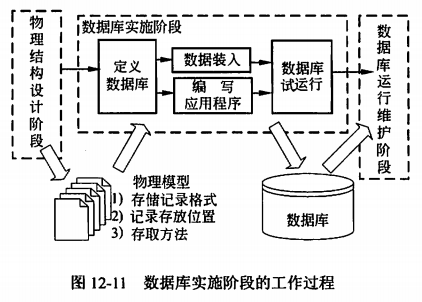 物理结构设计阶段
数据库实施阶段
定义
数据库
数据装入
编 写
应用程序
数据库
试运行
数据库运行维护阶段
物理模型
1) 存储记录格式
2) 记录存放位置
3) 存取方法
数据库
图 12-11 数据库实施阶段的工作过程